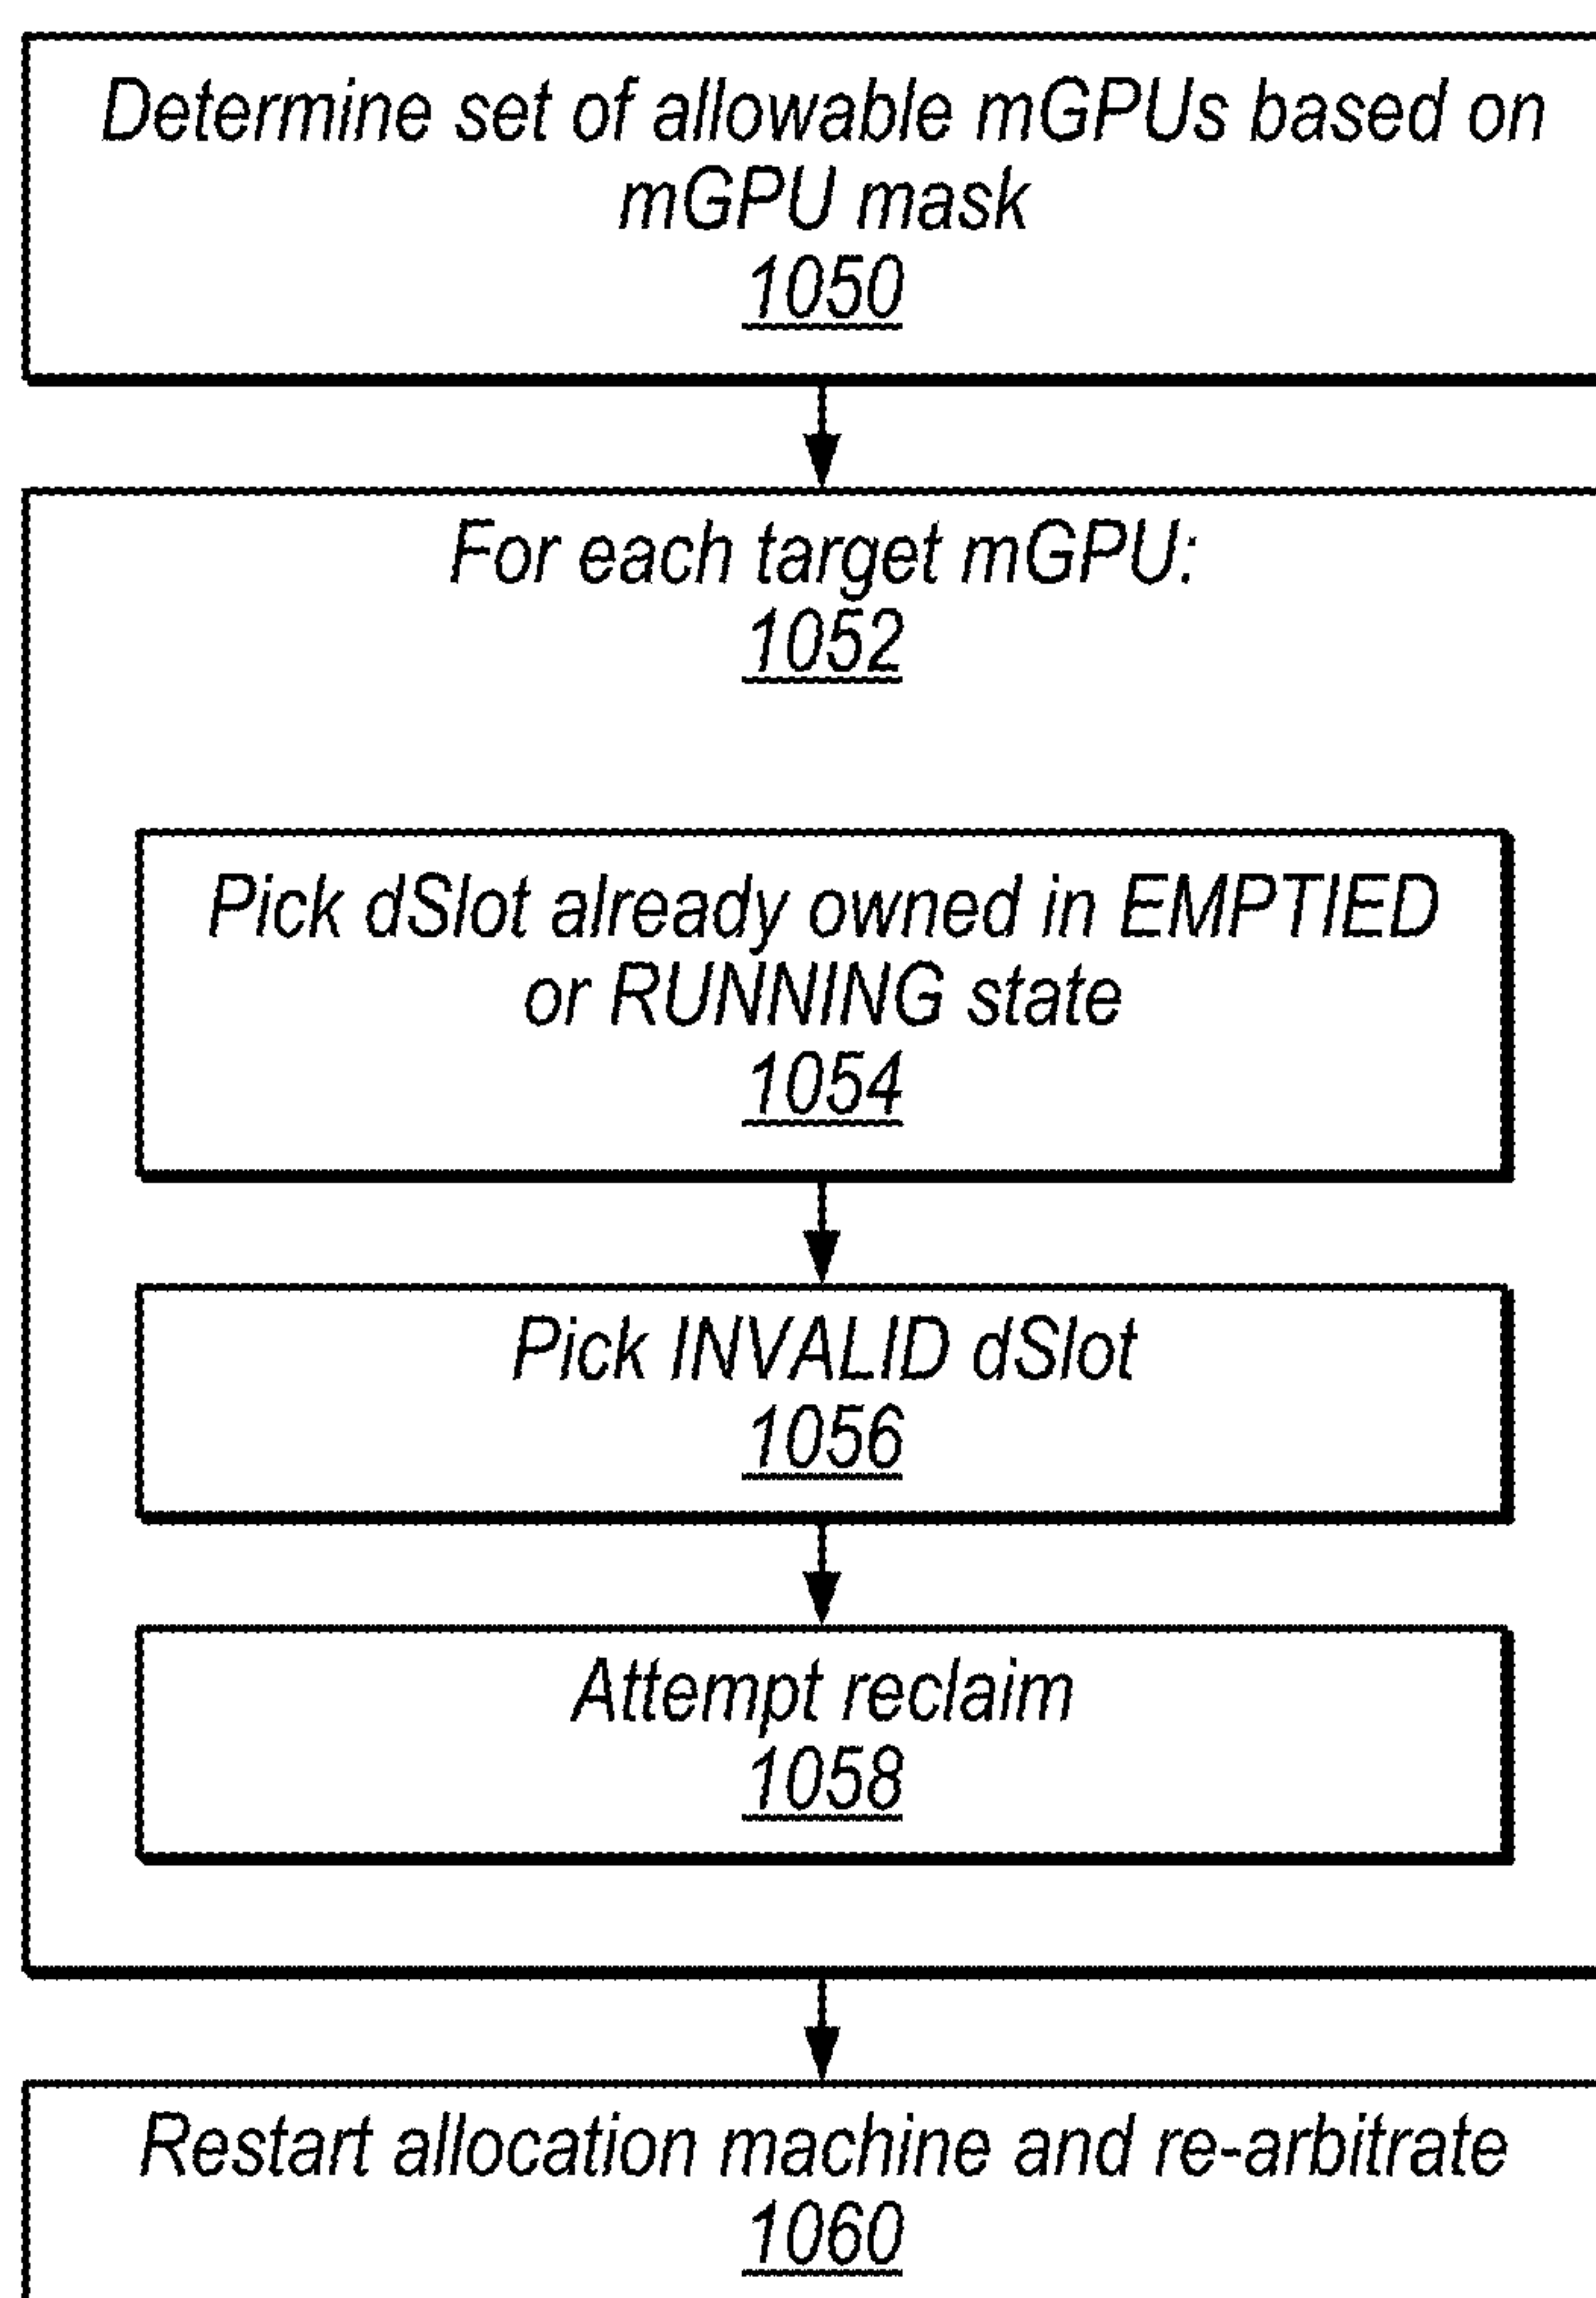 Determine set of allowable mGPUs based on
mGPU mask
1050
For each target mGPU:
1052
Pick dSlot already owned in EMPTIED
or RUNNING state
1054
Pick INVALID dSlot
1056
Attempt reclaim
1058
Restart allocation machine and re-arbitrate
1060